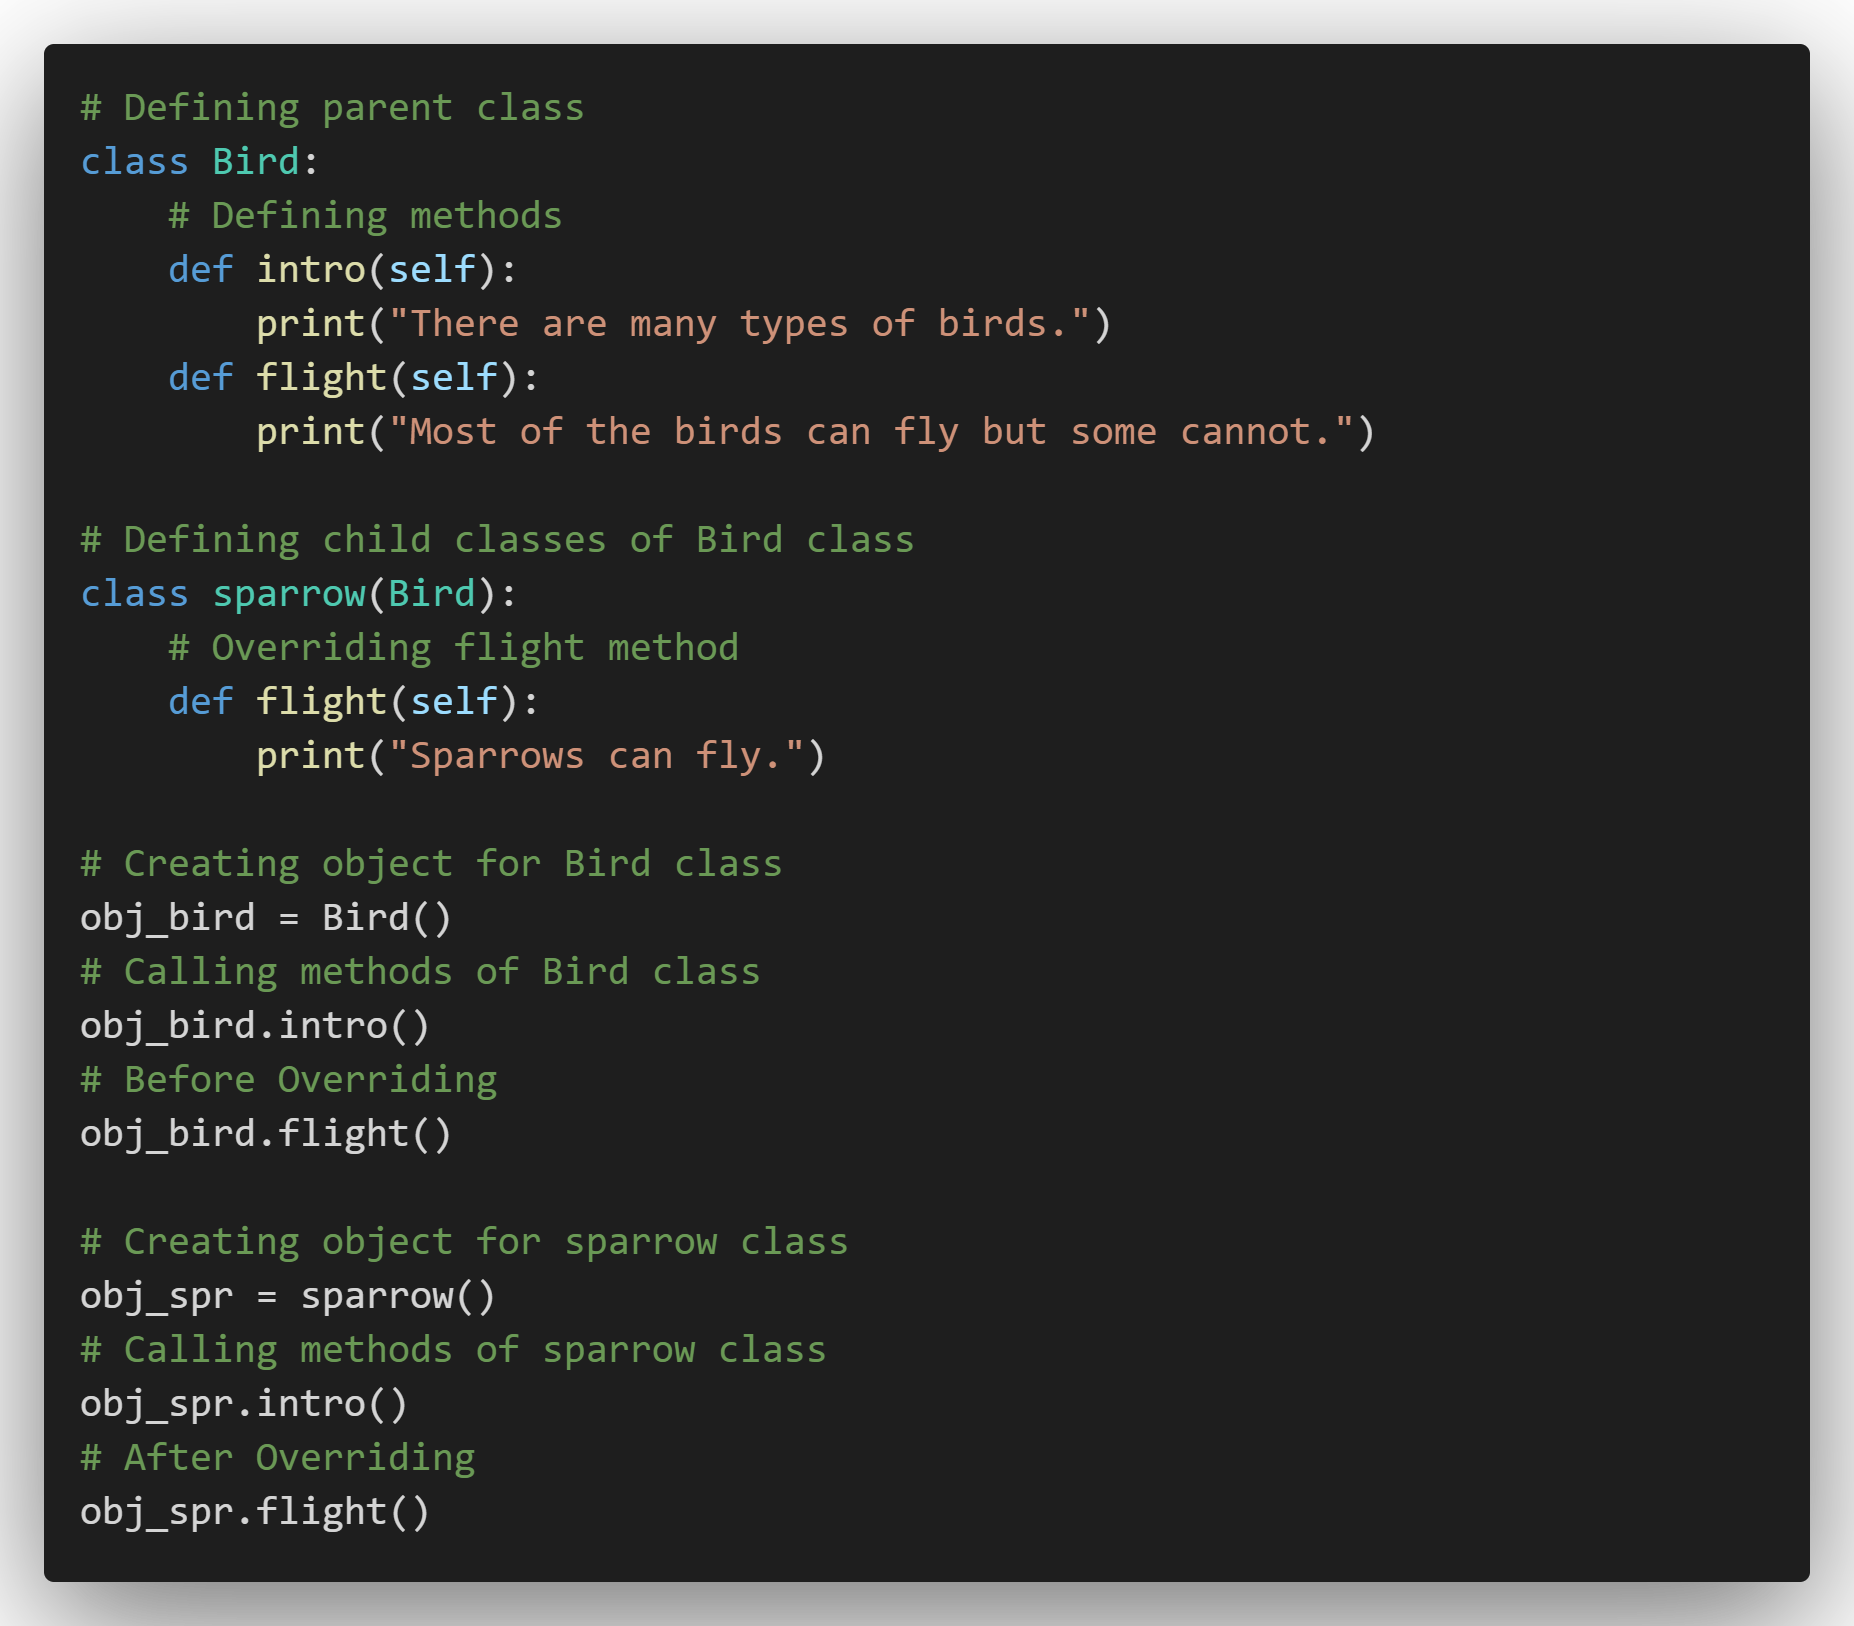 # Defining parent class
class Bird:
    # Defining methods
    def intro(self):
        print("There are many types of birds.")
    def flight(self):
        print("Most of the birds can fly but some cannot.")

# Defining child classes of Bird class
class sparrow(Bird):
    # Overriding flight method
    def flight(self):
        print("Sparrows can fly.")

# Creating object for Bird class
obj_bird = Bird()
# Calling methods of Bird class
obj_bird.intro()
# Before Overriding
obj_bird.flight()

# Creating object for sparrow class
obj_spr = sparrow()
# Calling methods of sparrow class
obj_spr.intro()
# After Overriding
obj_spr.flight()